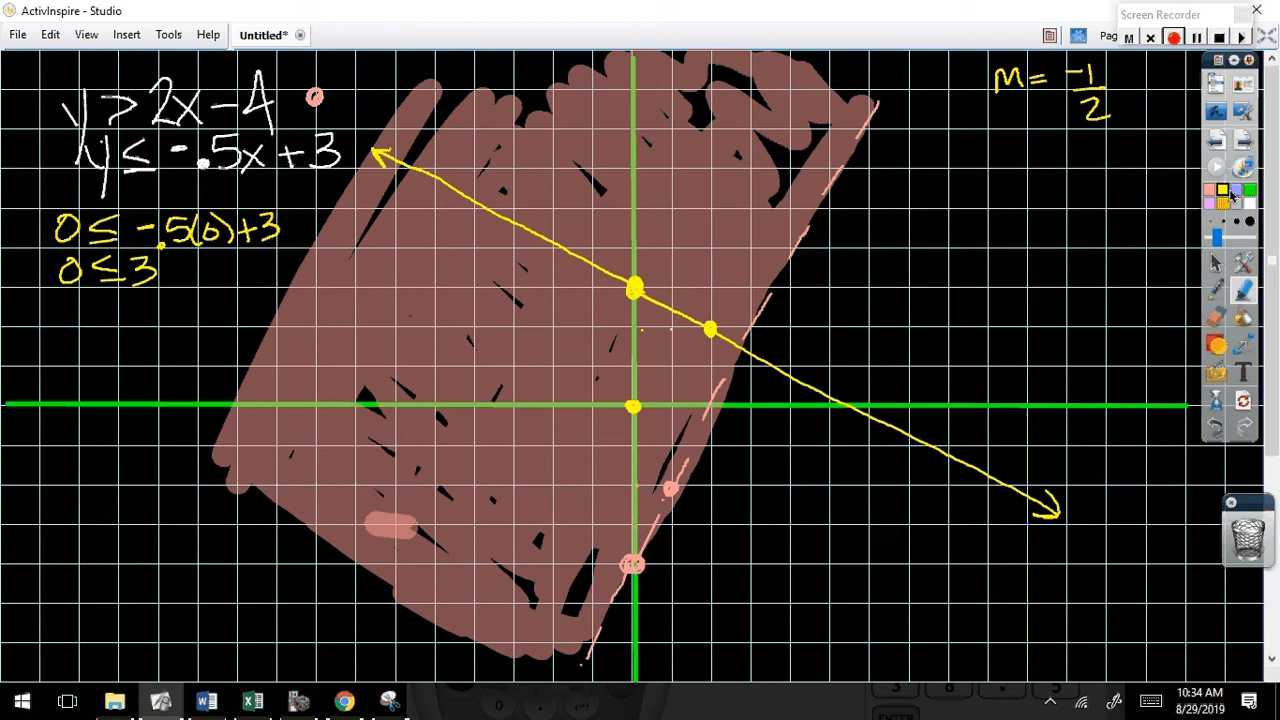 ActivInspire - Studio
Screen Recorder
File Edit View Insert Tools Help Untitled*
Pag
M
y > 2x - 4
y ≤ -.5x + 3
M = -1/2
0 ≤ -.5(0)+3
0 ≤ 3
10:34 AM
8/29/2019